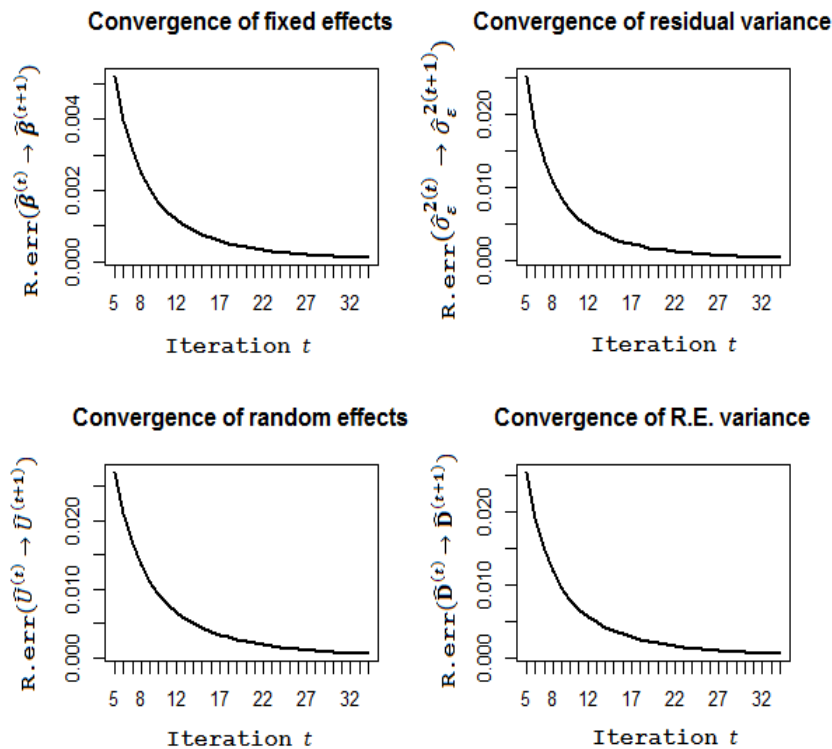 Convergence of fixed effects
R.err(β̂⁽ᵗ⁾ → β̂⁽ᵗ⁺¹⁾)
0.004
0.002
0.000
5 8 12 17 22 27 32
Iteration t
Convergence of residual variance
R.err(σ̂ε²⁽ᵗ⁾ → σ̂ε²⁽ᵗ⁺¹⁾)
0.020
0.010
0.000
5 8 12 17 22 27 32
Iteration t
Convergence of random effects
R.err(Û⁽ᵗ⁾ → Û⁽ᵗ⁺¹⁾)
0.020
0.010
0.000
5 8 12 17 22 27 32
Iteration t
Convergence of R.E. variance
R.err(D̂⁽ᵗ⁾ → D̂⁽ᵗ⁺¹⁾)
0.020
0.010
0.000
5 8 12 17 22 27 32
Iteration t